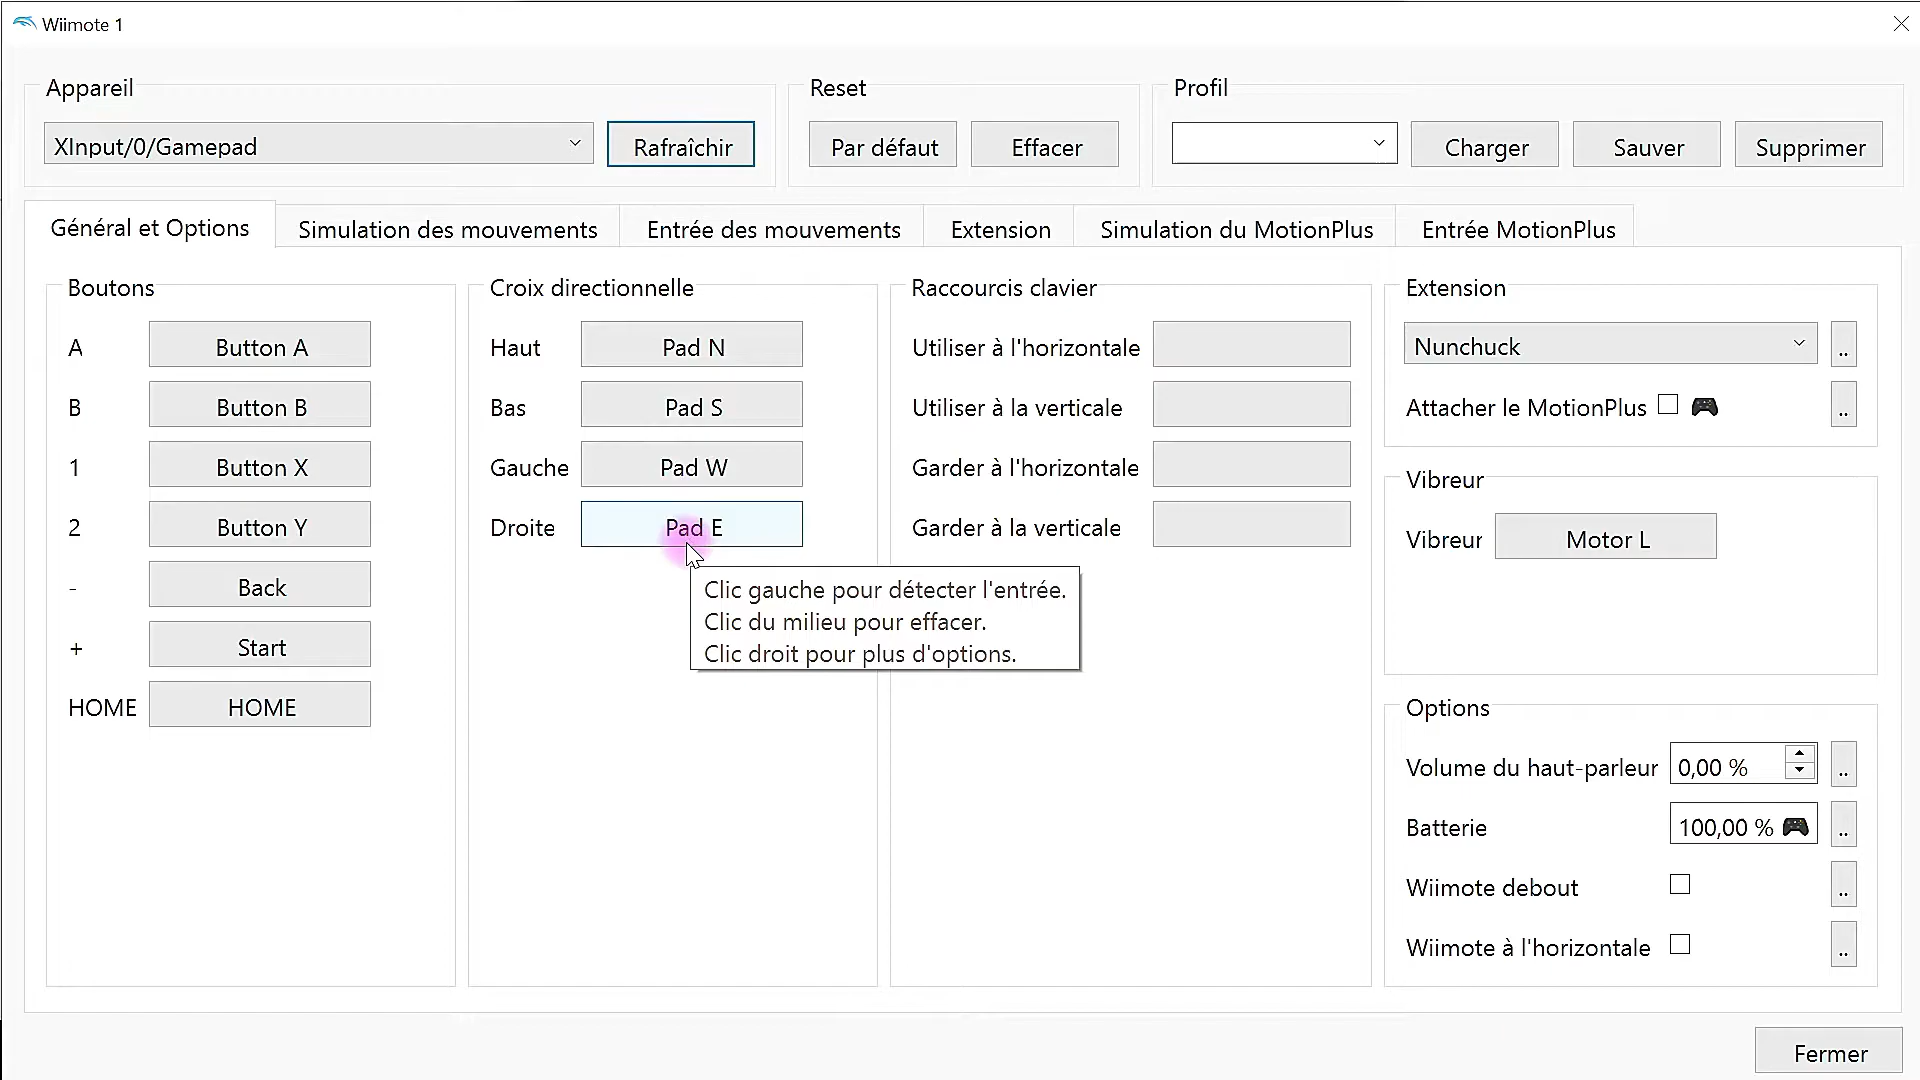 Wiimote 1
Appareil
XInput/0/Gamepad
Rafraîchir
Reset
Par défaut
Effacer
Profil
Charger
Sauver
Supprimer
Général et Options
Simulation des mouvements
Entrée des mouvements
Extension
Simulation du MotionPlus
Entrée MotionPlus
Boutons
A
Button A
B
Button B
1
Button X
2
Button Y
-
Back
+
Start
HOME
HOME
Croix directionnelle
Haut
Pad N
Bas
Pad S
Gauche
Pad W
Droite
Pad E
Clic gauche pour détecter l'entrée.
Clic du milieu pour effacer.
Clic droit pour plus d'options.
Raccourcis clavier
Utiliser à l'horizontale
Utiliser à la verticale
Garder à l'horizontale
Garder à la verticale
Extension
Nunchuck
..
Attacher le MotionPlus
..
Vibreur
Vibreur
Motor L
Options
Volume du haut-parleur
0,00 %
..
Batterie
100,00 %
..
Wiimote debout
..
Wiimote à l'horizontale
..
Fermer